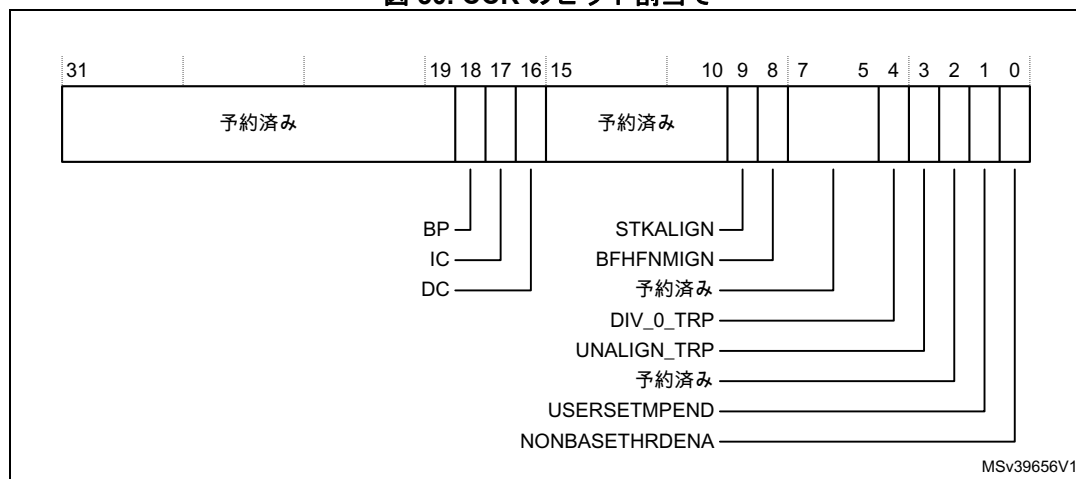 図 36. CCR のビット割当て
31 19 18 17 16 15 10 9 8 7 5 4 3 2 1 0
予約済み 予約済み
BP
IC
DC
STKALIGN
BFHFNMIGN
予約済み
DIV_0_TRP
UNALIGN_TRP
予約済み
USERSETMPEND
NONBASETHRDENA
MSv39656V1